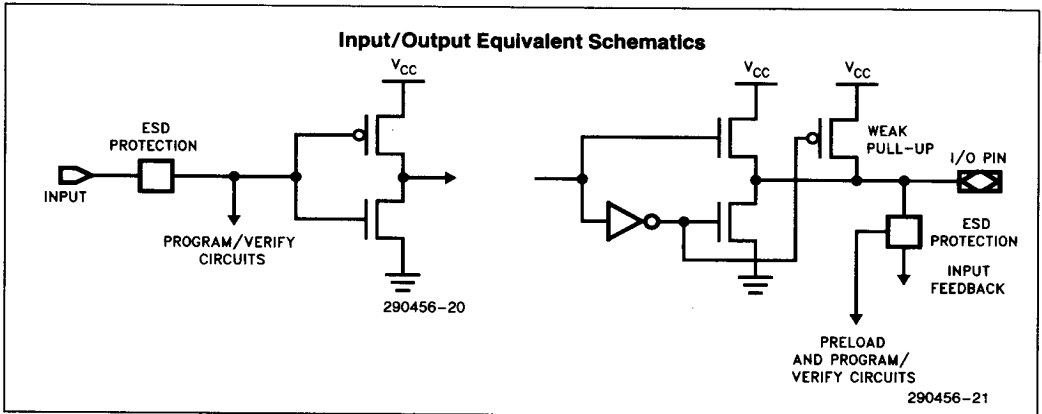 Input/Output Equivalent Schematics
VCC
ESD
PROTECTION
INPUT
PROGRAM/VERIFY
CIRCUITS
290456–20
VCC
VCC
WEAK
PULL-UP
I/O PIN
ESD
PROTECTION
INPUT
FEEDBACK
PRELOAD
AND PROGRAM/
VERIFY CIRCUITS
290456–21